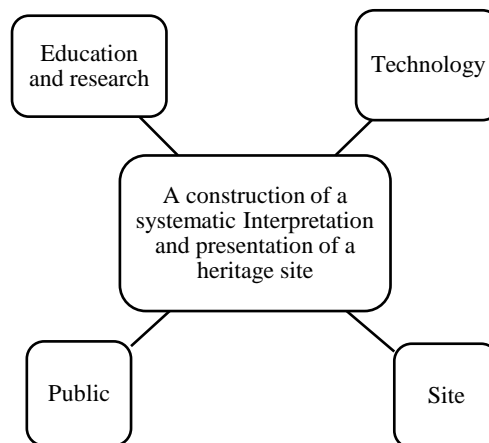 Education
and research
Technology
A construction of a
systematic Interpretation
and presentation of a
heritage site
Public
Site